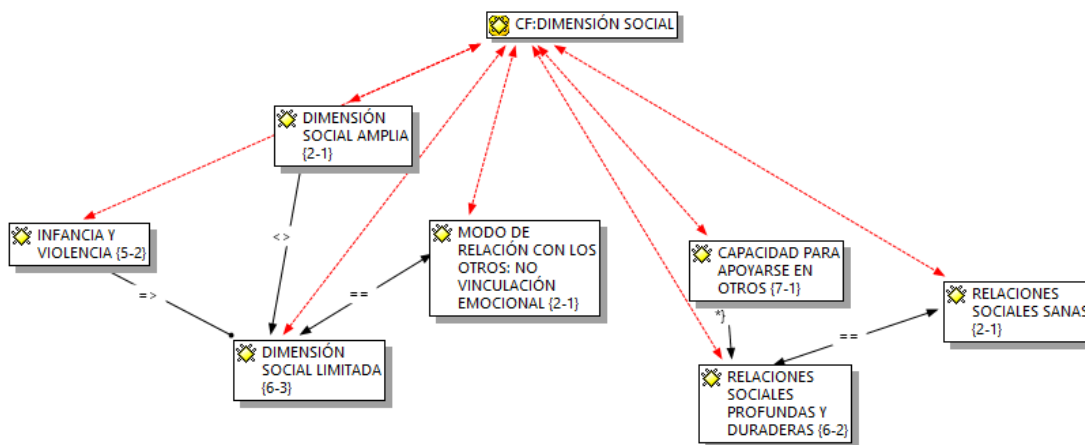 CF:DIMENSIÓN SOCIAL
DIMENSIÓN
SOCIAL AMPLIA
{2-1}
INFANCIA Y
VIOLENCIA {5-2}
<>
MODO DE
RELACIÓN CON LOS
OTROS: NO
VINCULACIÓN
EMOCIONAL {2-1}
CAPACIDAD PARA
APOYARSE EN
OTROS {7-1}
RELACIONES
SOCIALES SANAS
{2-1}
=>
==
*}
==
DIMENSIÓN
SOCIAL LIMITADA
{6-3}
RELACIONES
SOCIALES
PROFUNDAS Y
DURADERAS {6-2}